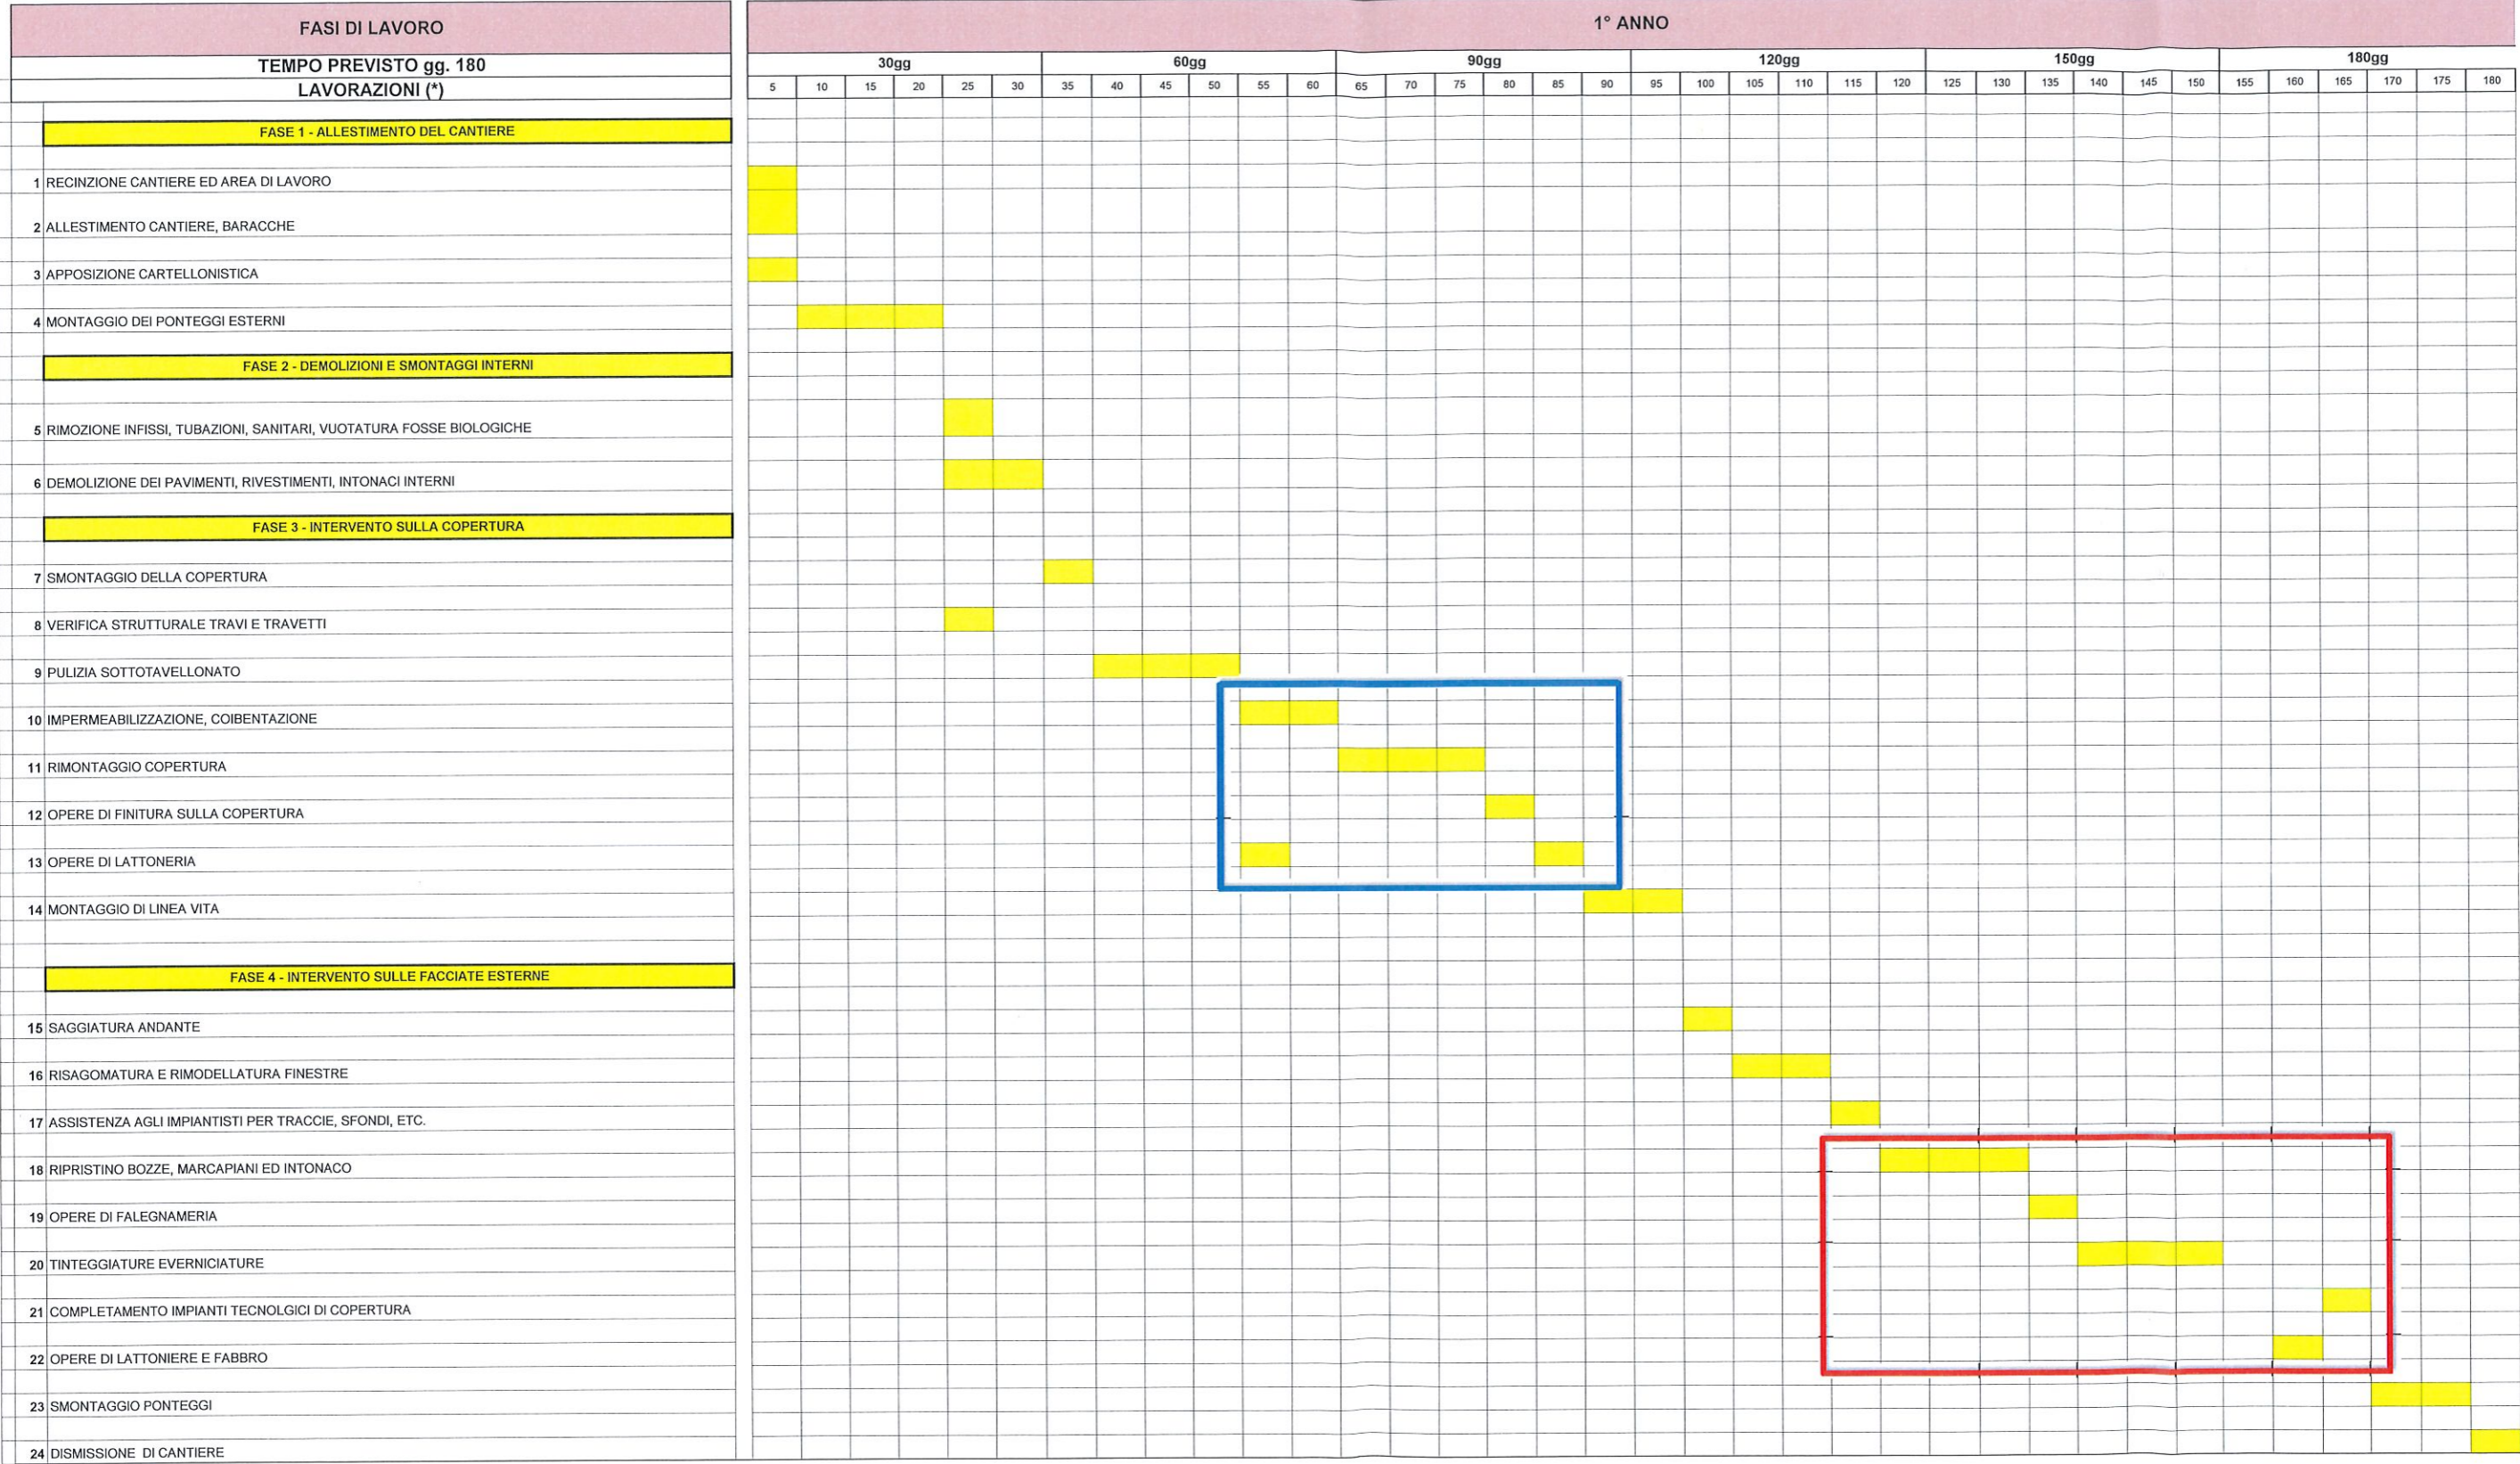 FASI DI LAVORO
1° ANNO
TEMPO PREVISTO gg. 180
30gg 60gg 90gg 120gg 150gg 180gg
LAVORAZIONI (*)
5 10 15 20 25 30 35 40 45 50 55 60 65 70 75 80 85 90 95 100 105 110 115 120 125 130 135 140 145 150 155 160 165 170 175 180
FASE 1 - ALLESTIMENTO DEL CANTIERE
1 RECINZIONE CANTIERE ED AREA DI LAVORO
2 ALLESTIMENTO CANTIERE, BARACCHE
3 APPOSIZIONE CARTELLONISTICA
4 MONTAGGIO DEI PONTEGGI ESTERNI
FASE 2 - DEMOLIZIONI E SMONTAGGI INTERNI
5 RIMOZIONE INFISSI, TUBAZIONI, SANITARI, VUOTATURA FOSSE BIOLOGICHE
6 DEMOLIZIONE DEI PAVIMENTI, RIVESTIMENTI, INTONACI INTERNI
FASE 3 - INTERVENTO SULLA COPERTURA
7 SMONTAGGIO DELLA COPERTURA
8 VERIFICA STRUTTURALE TRAVI E TRAVETTI
9 PULIZIA SOTTOTAVELLONATO
10 IMPERMEABILIZZAZIONE, COIBENTAZIONE
11 RIMONTAGGIO COPERTURA
12 OPERE DI FINITURA SULLA COPERTURA
13 OPERE DI LATTONERIA
14 MONTAGGIO DI LINEA VITA
FASE 4 - INTERVENTO SULLE FACCIATE ESTERNE
15 SAGGIATURA ANDANTE
16 RISAGOMATURA E RIMODELLATURA FINESTRE
17 ASSISTENZA AGLI IMPIANTISTI PER TRACCIE, SFONDI, ETC.
18 RIPRISTINO BOZZE, MARCAPIANI ED INTONACO
19 OPERE DI FALEGNAMERIA
20 TINTEGGIATURE EVERNICIATURE
21 COMPLETAMENTO IMPIANTI TECNOLGICI DI COPERTURA
22 OPERE DI LATTONIERE E FABBRO
23 SMONTAGGIO PONTEGGI
24 DISMISSIONE DI CANTIERE